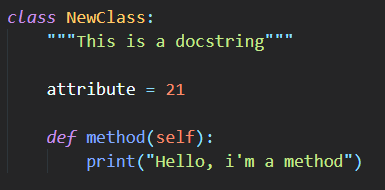 class NewClass:
    """This is a docstring"""
    attribute = 21
    def method(self):
        print("Hello, i'm a method")